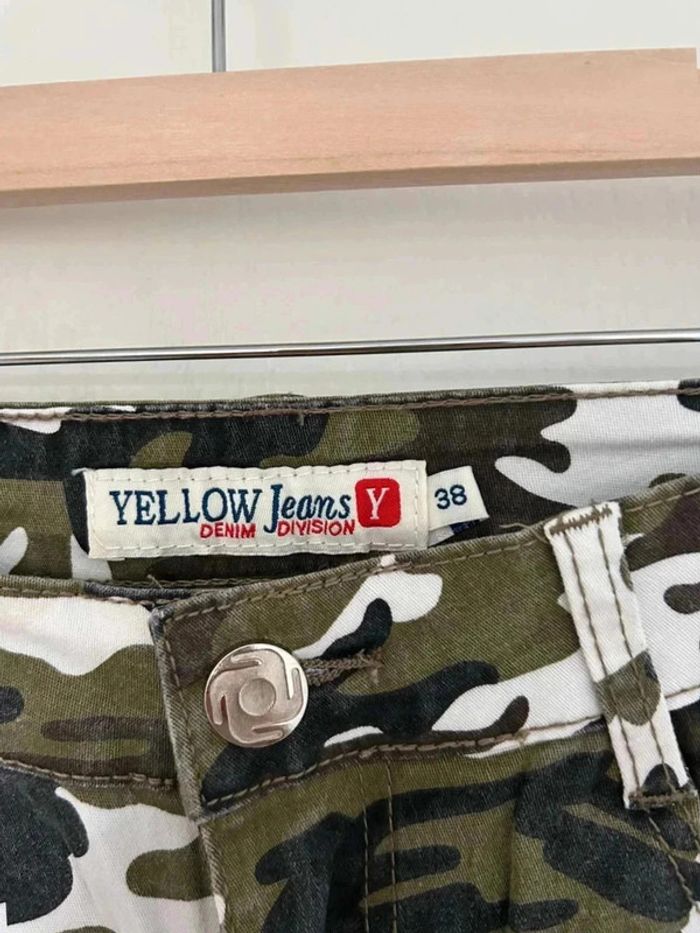 YELLOW Jeans Y
DENIM DIVISION
38